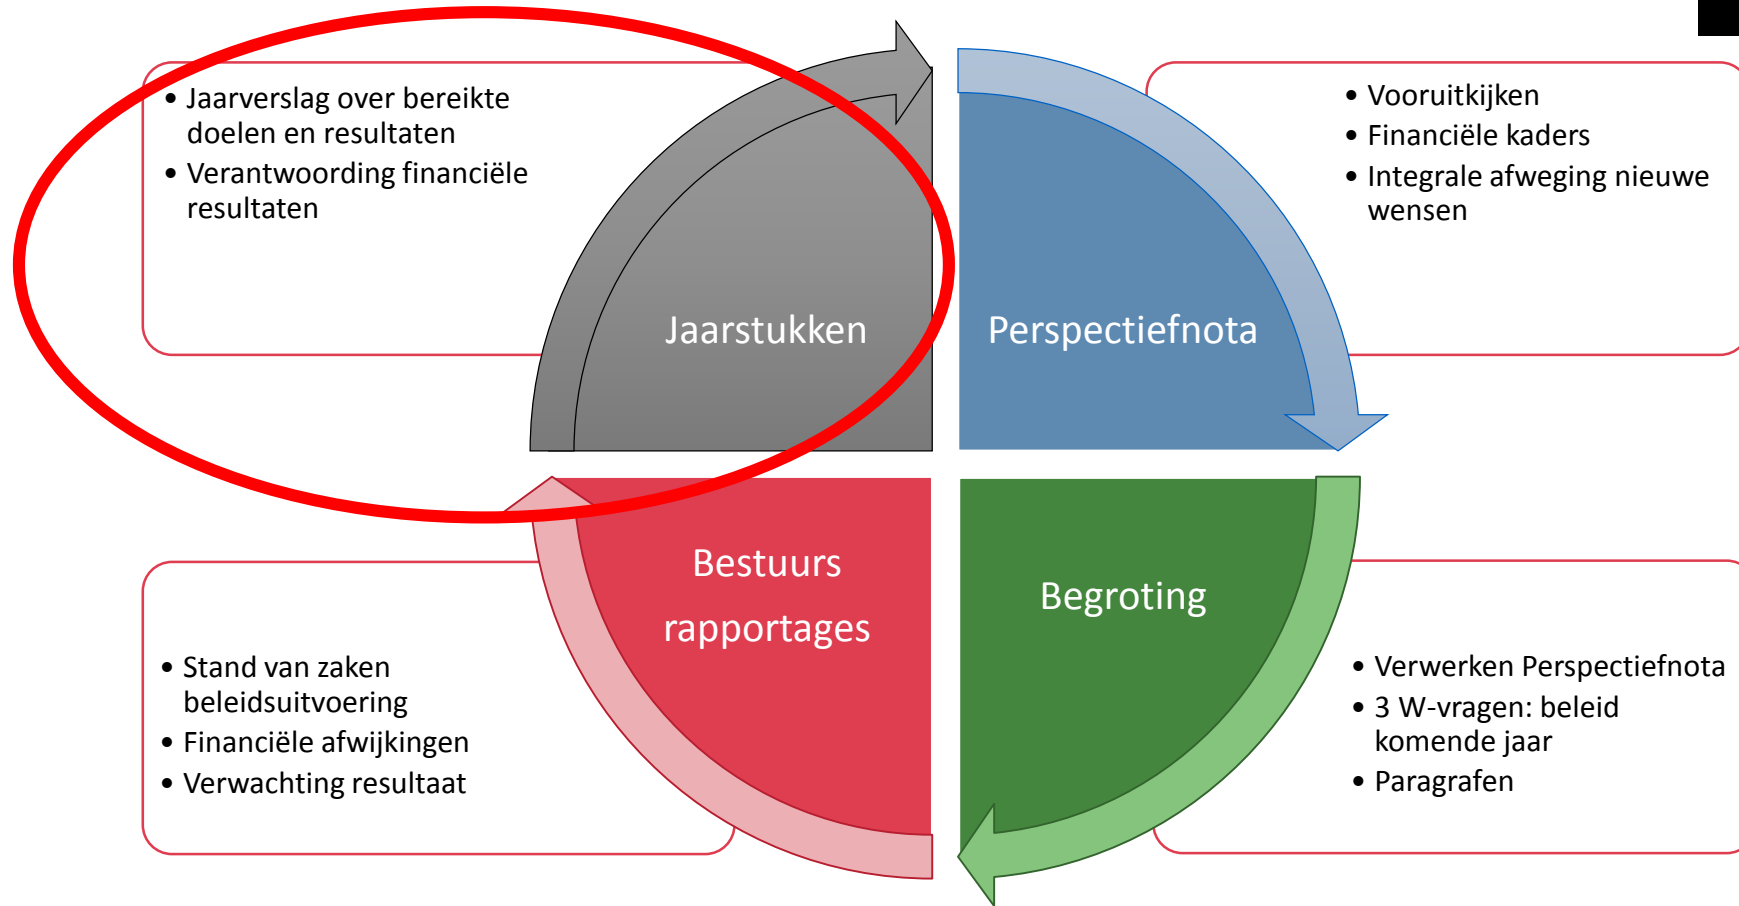 • Jaarverslag over bereikte
doelen en resultaten
• Verantwoording financiële
resultaten
Jaarstukken
Perspectiefnota
• Vooruitkijken
• Financiële kaders
• Integrale afweging nieuwe
wensen
• Stand van zaken
beleidsuitvoering
• Financiële afwijkingen
• Verwachting resultaat
Bestuurs
rapportages
Begroting
• Verwerken Perspectiefnota
• 3 W-vragen: beleid
komende jaar
• Paragrafen